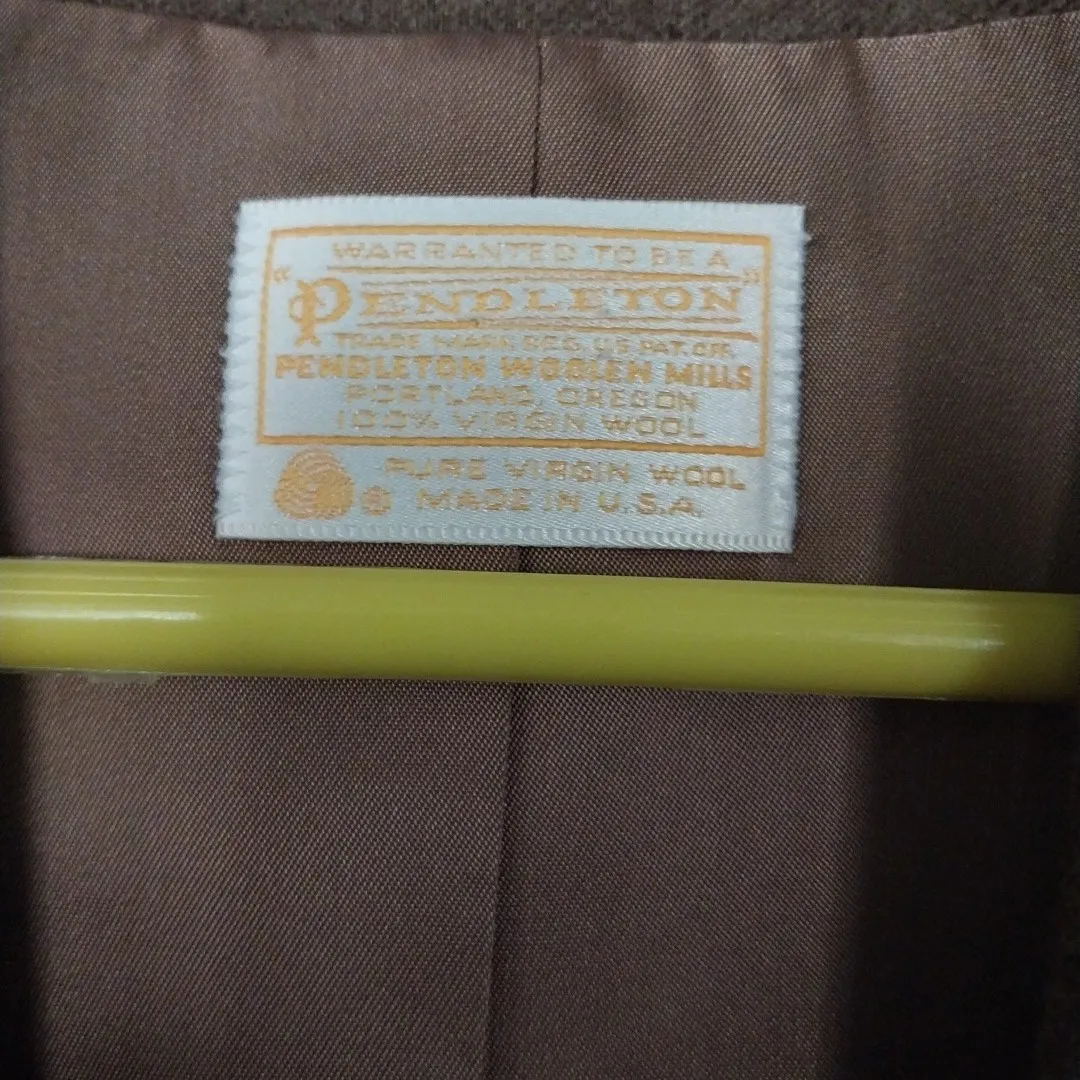 WARRANTED TO BE A
"PENDLETON"
TRADE MARK REG. U.S. PAT. OFF.
PENDLETON WOOLEN MILLS
PORTLAND, OREGON
100% VIRGIN WOOL
PURE VIRGIN WOOL
® MADE IN U.S.A.